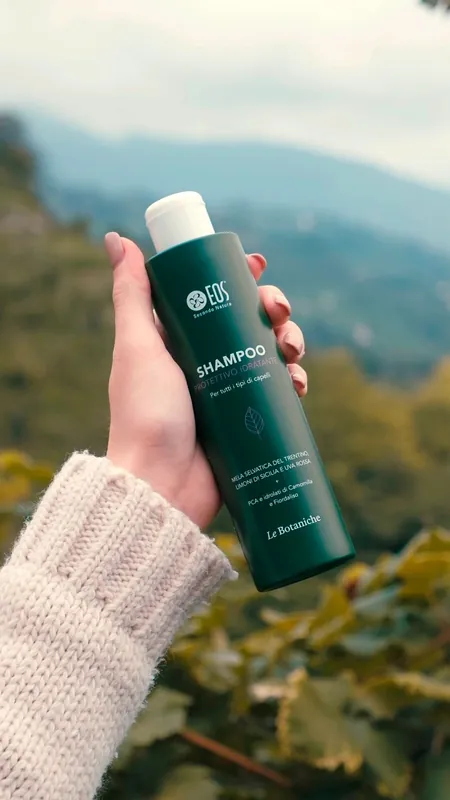 EOS
Secondo Natura
SHAMPOO
PROTETTIVO IDRATANTE
Per tutti i tipi di capelli
MELA SELVATICA DEL TRENTINO,
LIMONI DI SICILIA E UVA ROSSA
+
PCA e idrolati di Camomilla
e Fiordaliso
Le Botaniche